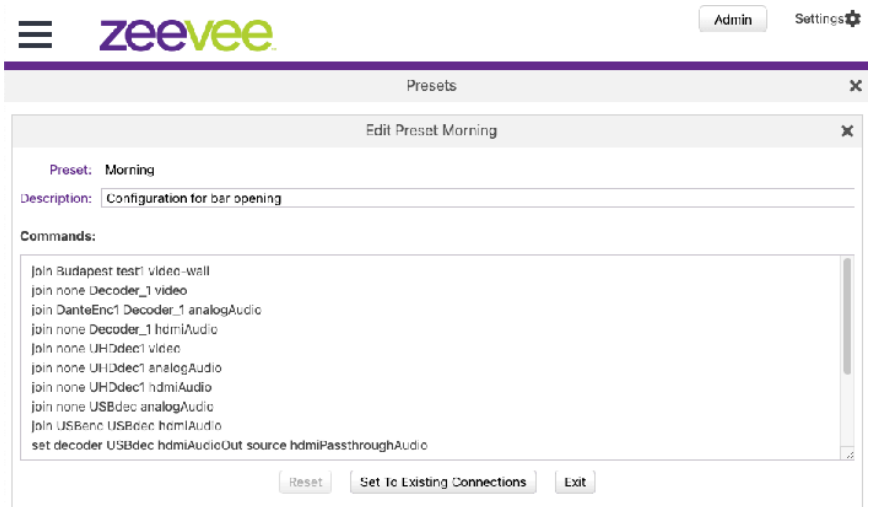 zeevee
Admin
Settings
Presets
Edit Preset Morning
Preset: Morning
Description: Configuration for bar opening
Commands:
join Budapest test1 video-wall
join none Decoder_1 video
join DanteEnc1 Decoder_1 analogAudio
join none Decoder_1 hdmiAudio
join none UHDdec1 video
join none UHDdec1 analogAudio
join none UHDdec1 hdmiAudio
join none USBdec analogAudio
join USBenc USBdec hdmiAudio
set decoder USBdec hdmiAudioOut source hdmiPassthroughAudio
Reset Set To Existing Connections Exit